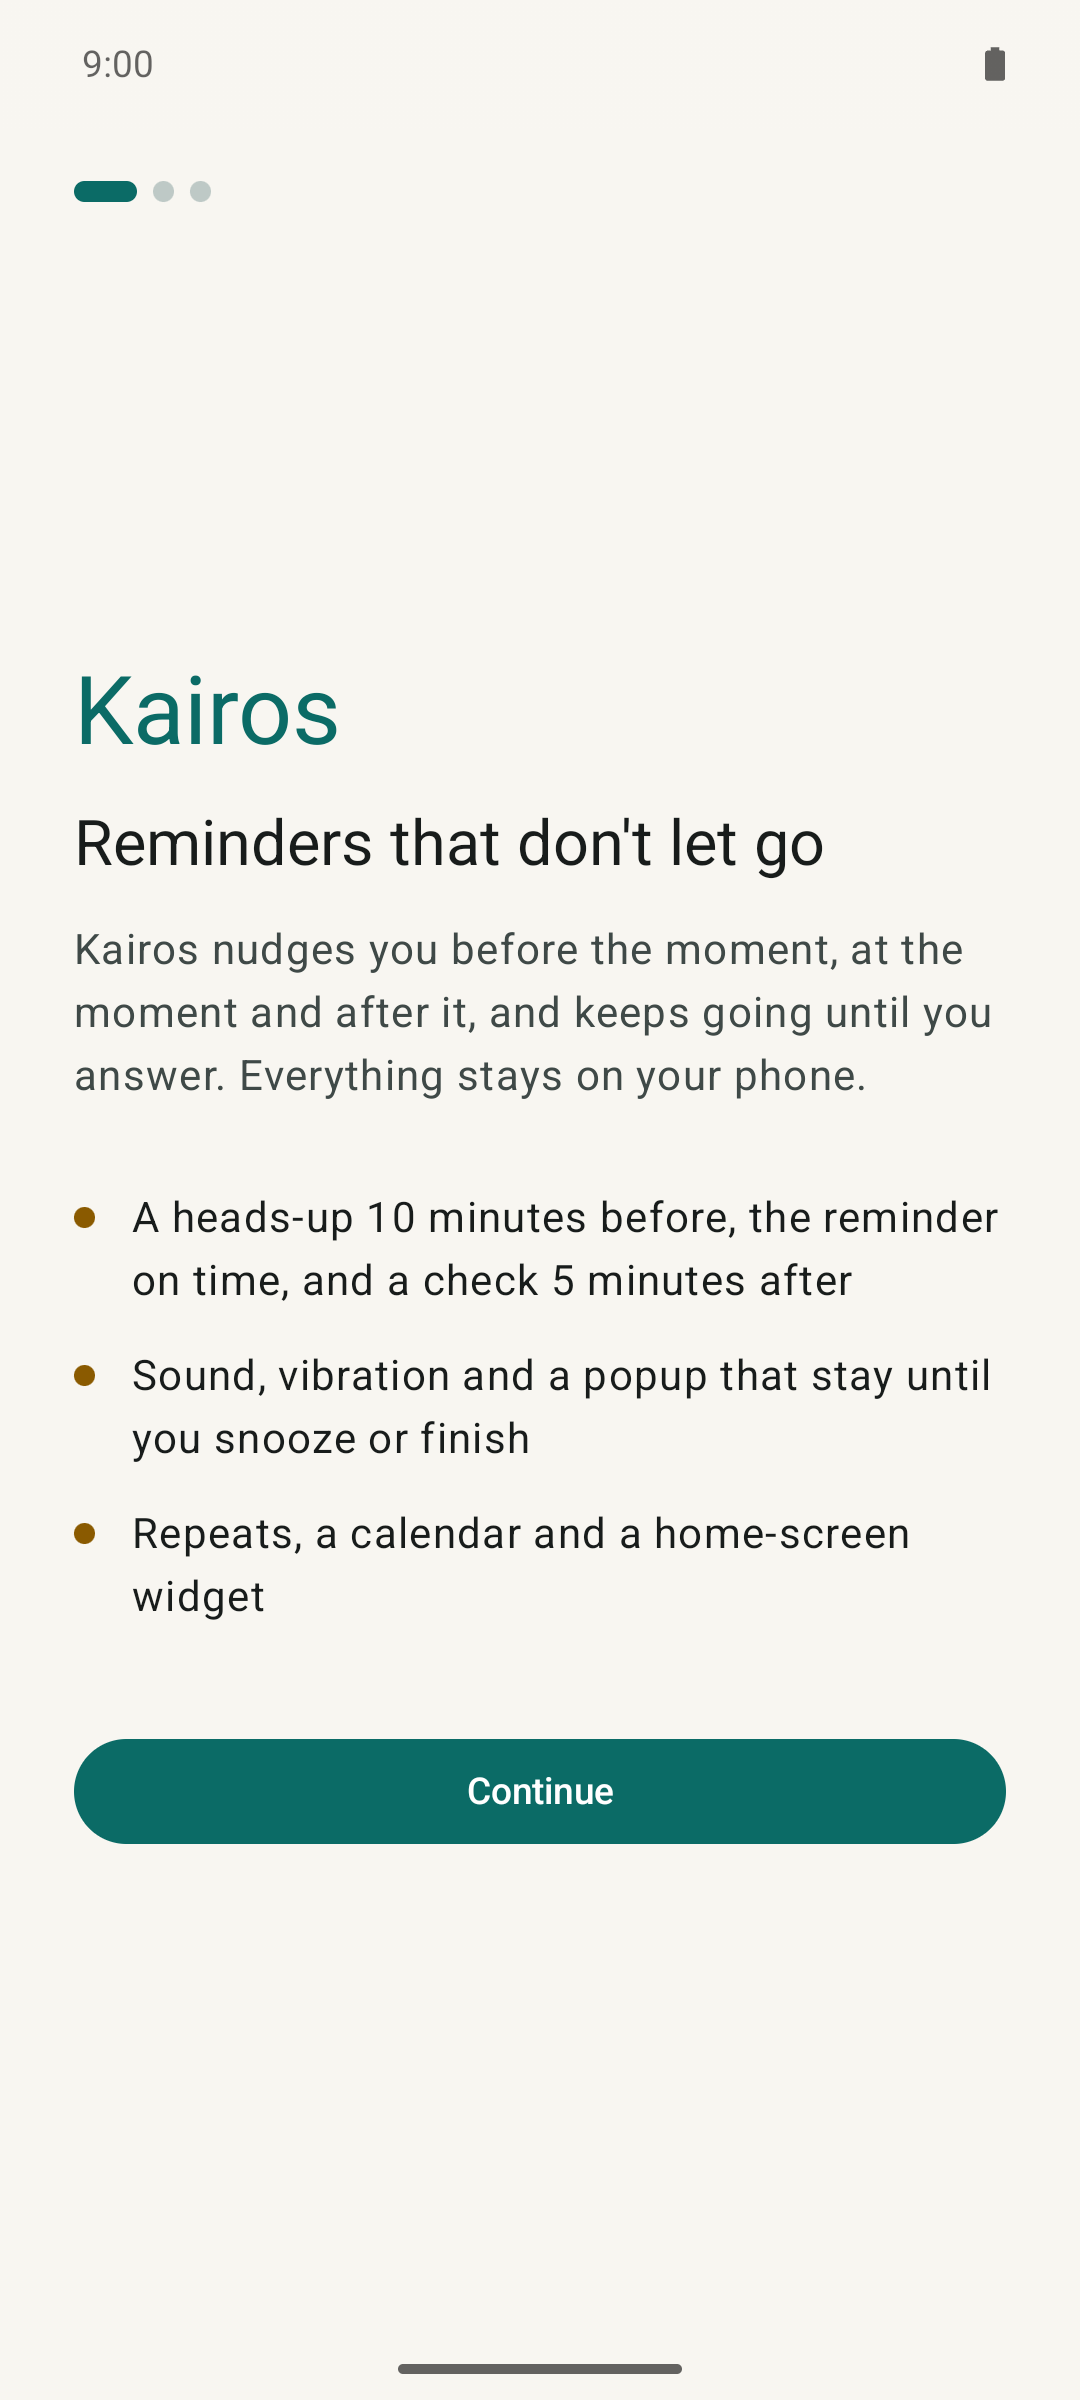 9:00
Kairos
Reminders that don't let go
Kairos nudges you before the moment, at the
moment and after it, and keeps going until you
answer. Everything stays on your phone.
A heads-up 10 minutes before, the reminder
on time, and a check 5 minutes after
Sound, vibration and a popup that stay until
you snooze or finish
Repeats, a calendar and a home-screen
widget
Continue